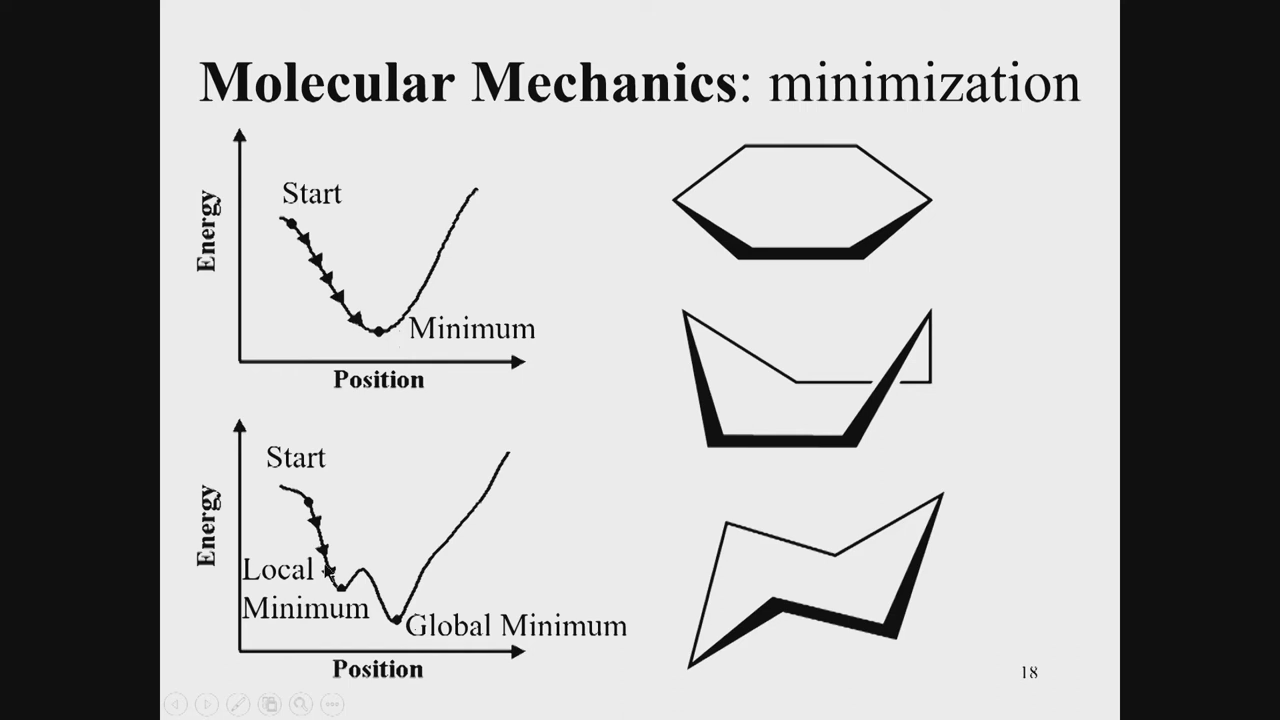 Molecular Mechanics: minimization
Start
Energy
Minimum
Position
Start
Energy
Local
Minimum
Global Minimum
Position
18